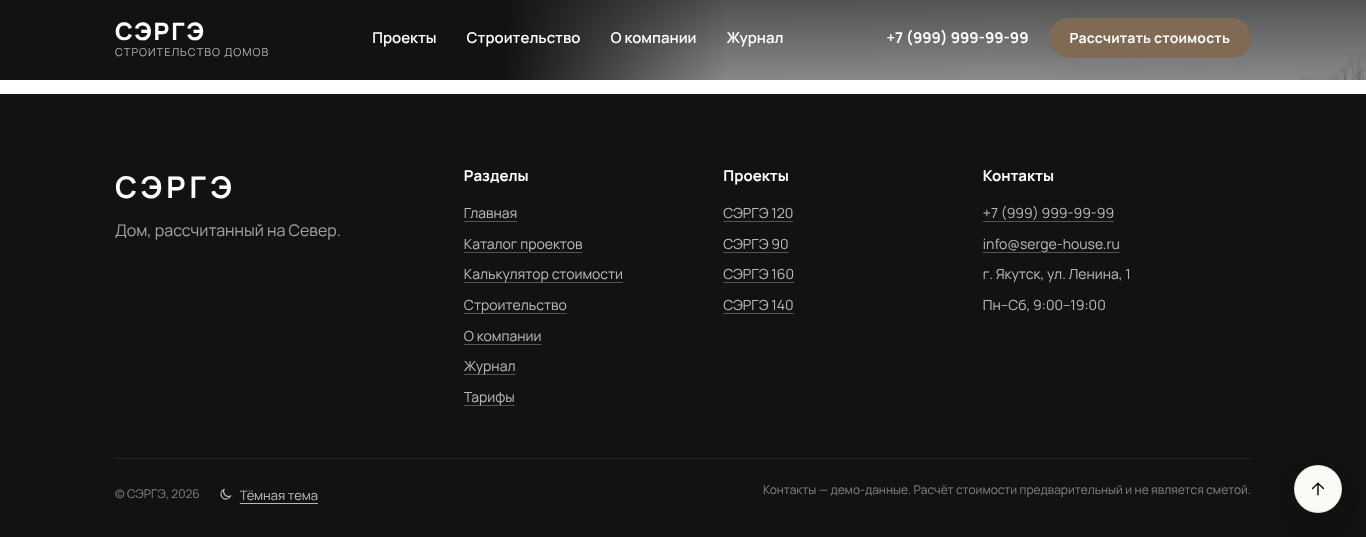 СЭРГЭ
СТРОИТЕЛЬСТВО ДОМОВ
Проекты Строительство О компании Журнал
+7 (999) 999-99-99
Рассчитать стоимость
СЭРГЭ
Дом, рассчитанный на Север.
Разделы
Главная
Каталог проектов
Калькулятор стоимости
Строительство
О компании
Журнал
Тарифы
Проекты
СЭРГЭ 120
СЭРГЭ 90
СЭРГЭ 160
СЭРГЭ 140
Контакты
+7 (999) 999-99-99
info@serge-house.ru
г. Якутск, ул. Ленина, 1
Пн–Сб, 9:00–19:00
© СЭРГЭ, 2026
Тёмная тема
Контакты — демо-данные. Расчёт стоимости предварительный и не является сметой.